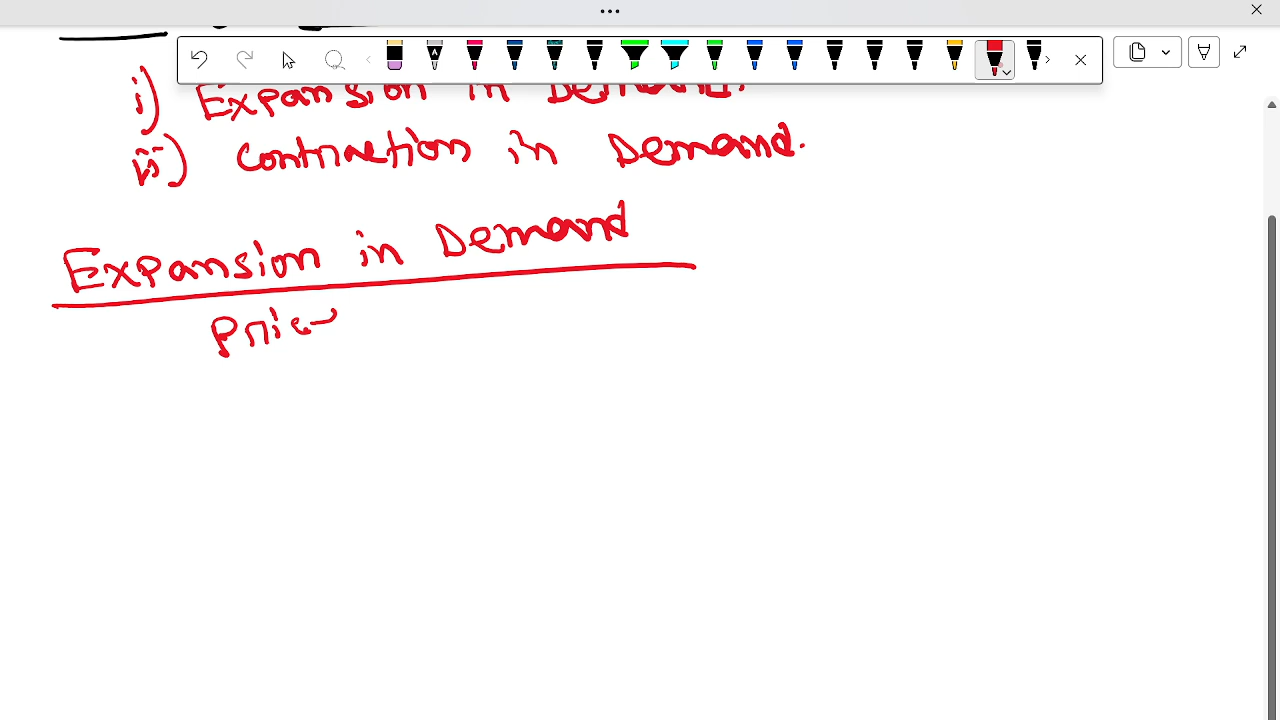 i) Expansion in Demand.
ii) Contraction in Demand.
Expansion in Demand
Price